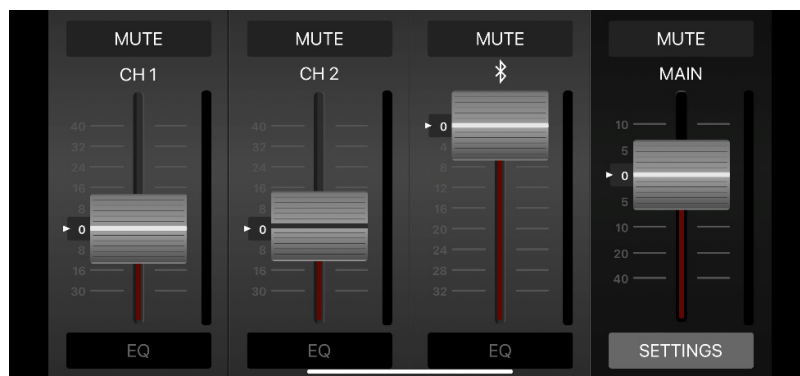 MUTE MUTE MUTE MUTE
CH 1 CH 2 MAIN
40 40 0 10
32 32 4 5
24 24 8 0
16 16 12 5
8 8 16 10
0 0 20 20
8 8 24 40
16 16 28
30 30 32
EQ EQ EQ SETTINGS